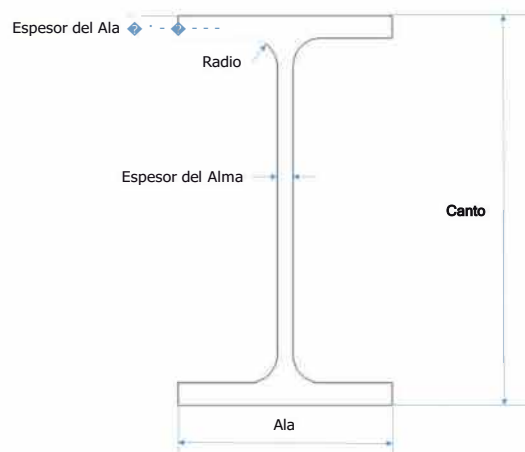 Espesor del Ala
Radio
Espesor del Alma
Canto
Ala